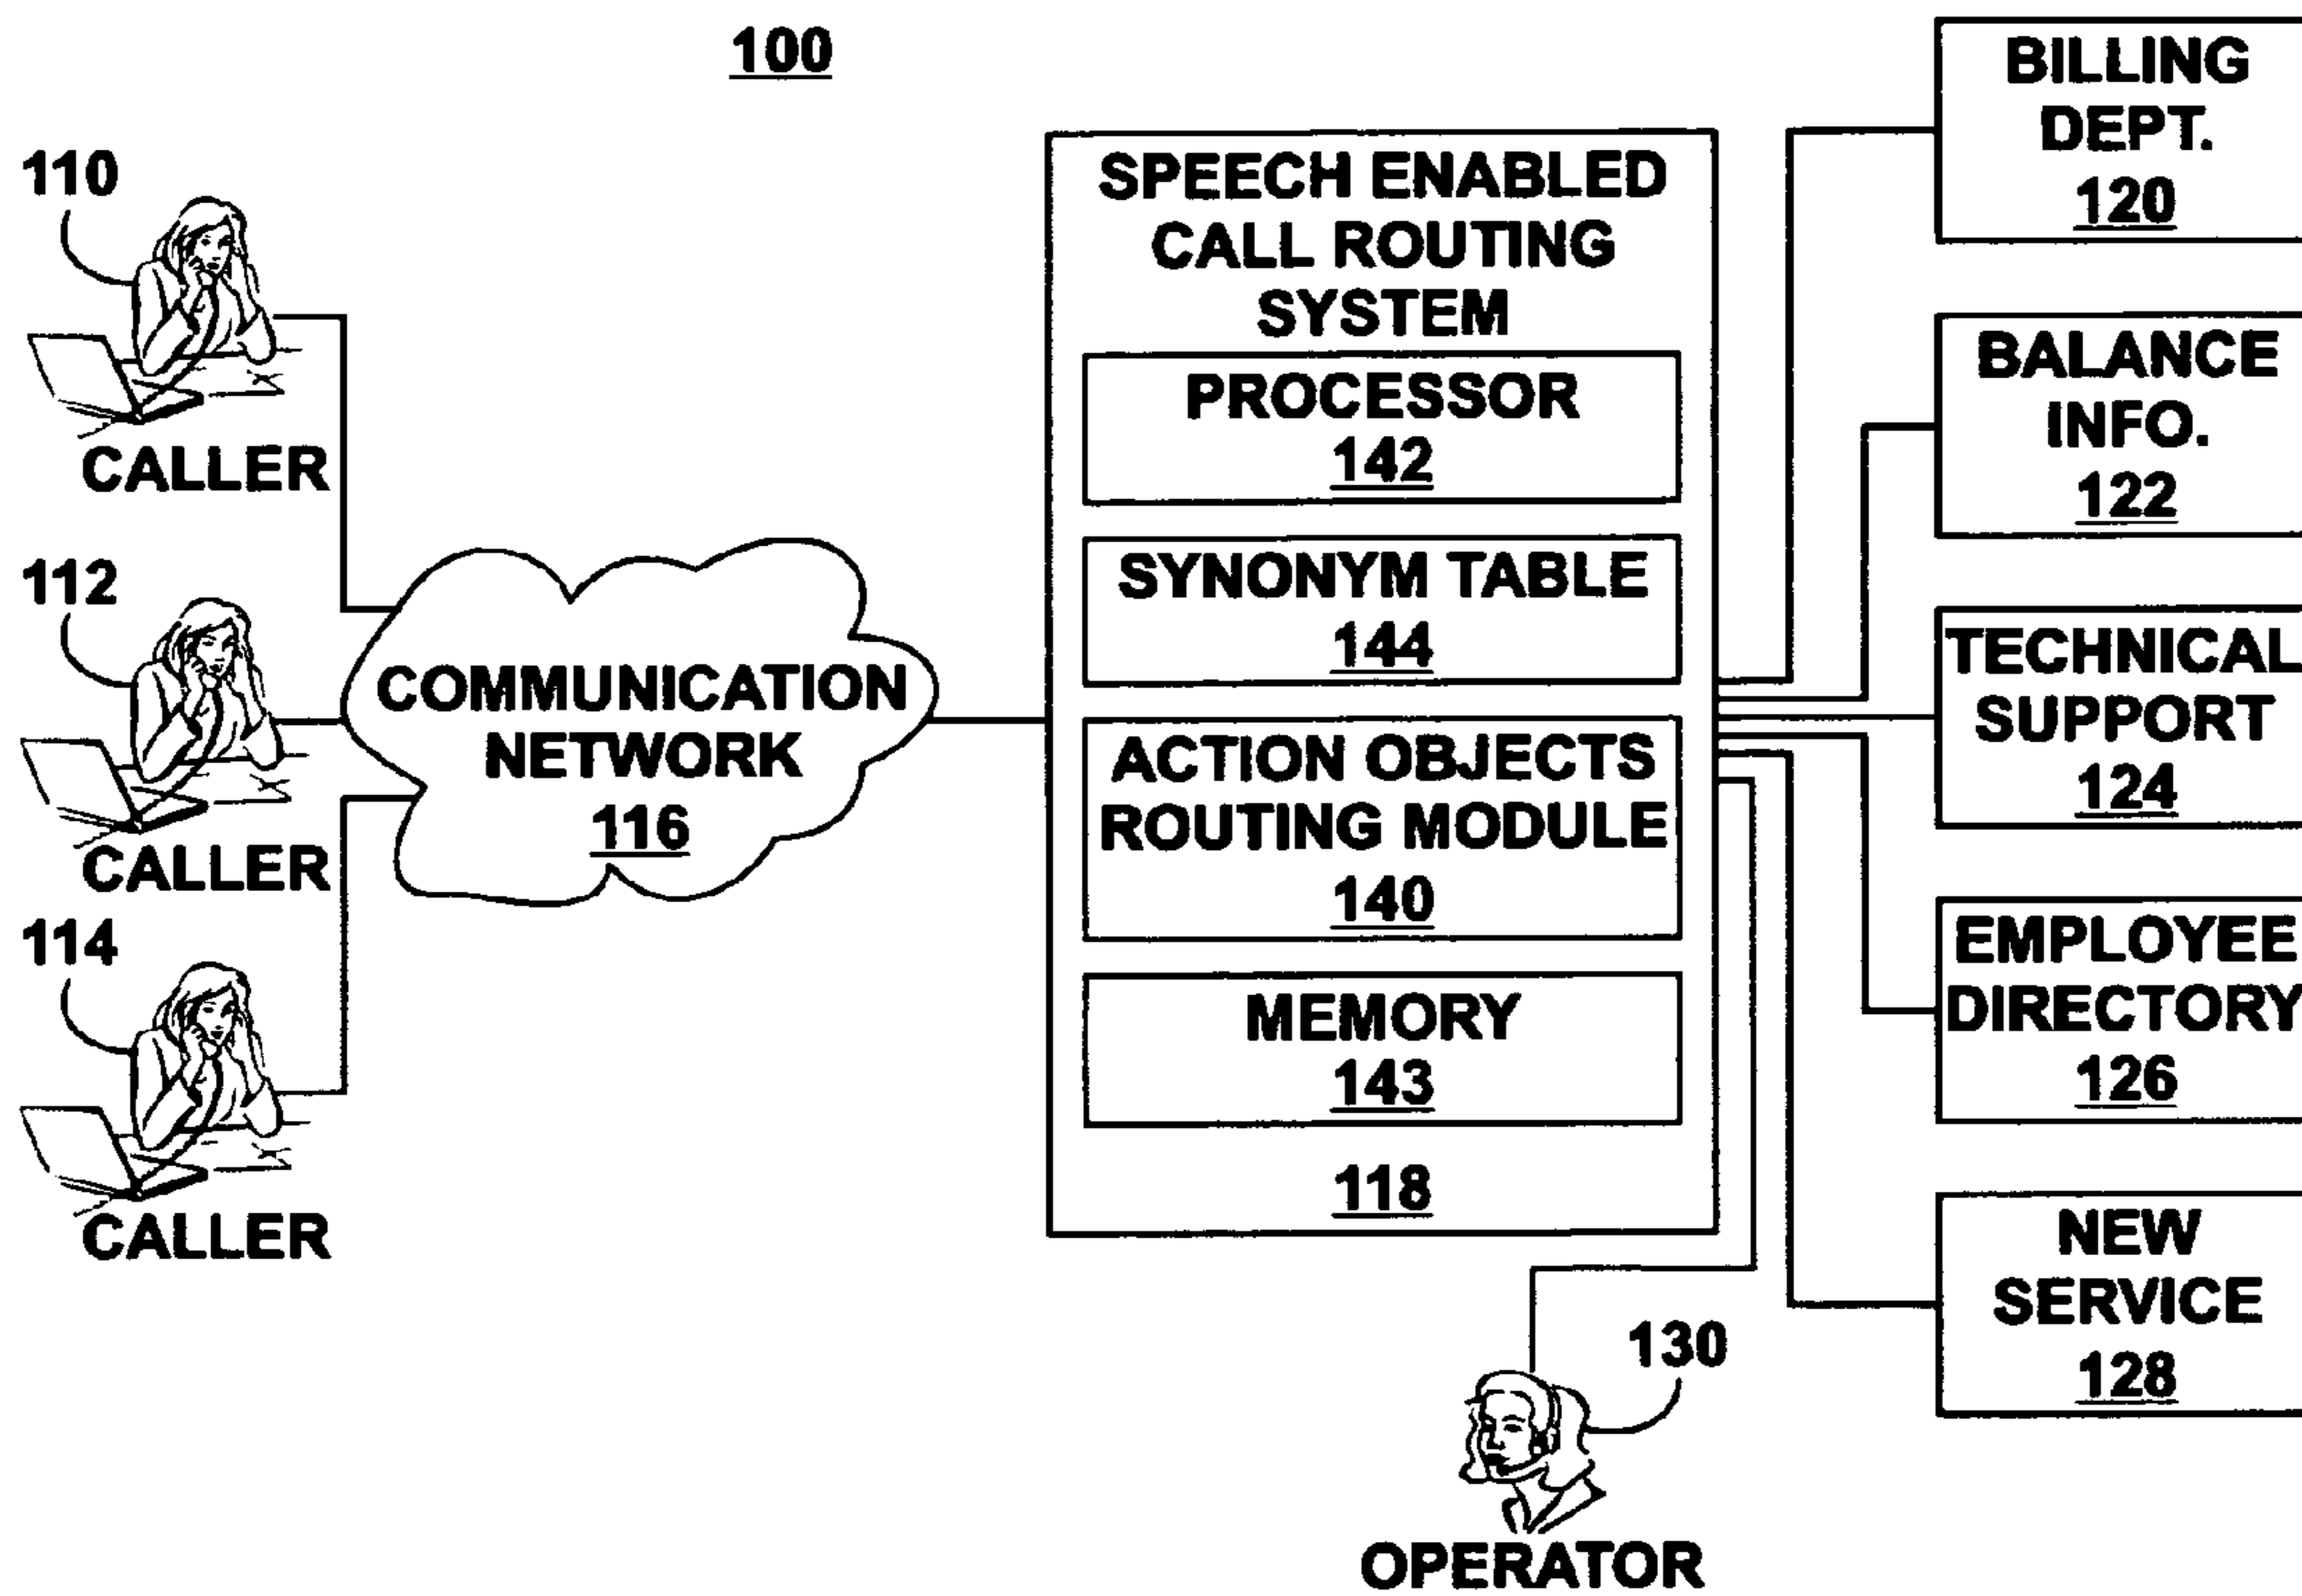 100
110
CALLER
112
CALLER
114
CALLER
COMMUNICATION
NETWORK
116
SPEECH ENABLED
CALL ROUTING
SYSTEM
PROCESSOR
142
SYNONYM TABLE
144
ACTION OBJECTS
ROUTING MODULE
140
MEMORY
143
118
130
OPERATOR
BILLING
DEPT.
120
BALANCE
INFO.
122
TECHNICAL
SUPPORT
124
EMPLOYEE
DIRECTORY
126
NEW
SERVICE
128